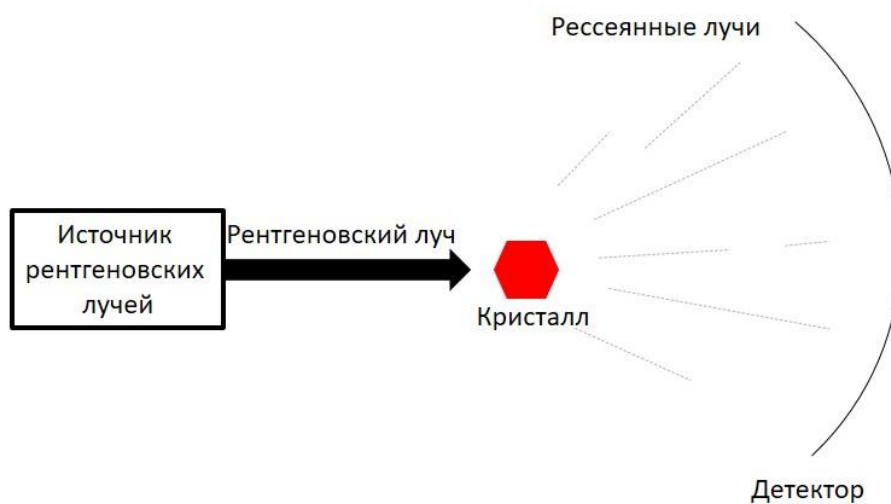 Рессеянные лучи
Источник
рентгеновских
лучей
Рентгеновский луч
Кристалл
Детектор